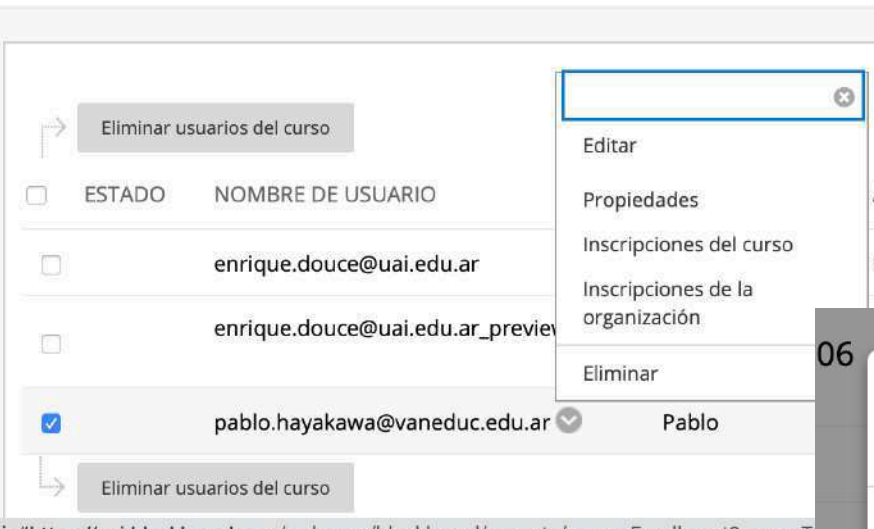 Eliminar usuarios del curso
ESTADO NOMBRE DE USUARIO
enrique.douce@uai.edu.ar
enrique.douce@uai.edu.ar_preview
pablo.hayakawa@vaneduc.edu.ar Pablo
Eliminar usuarios del curso
Editar
Propiedades
Inscripciones del curso
Inscripciones de la
organización
Eliminar
06